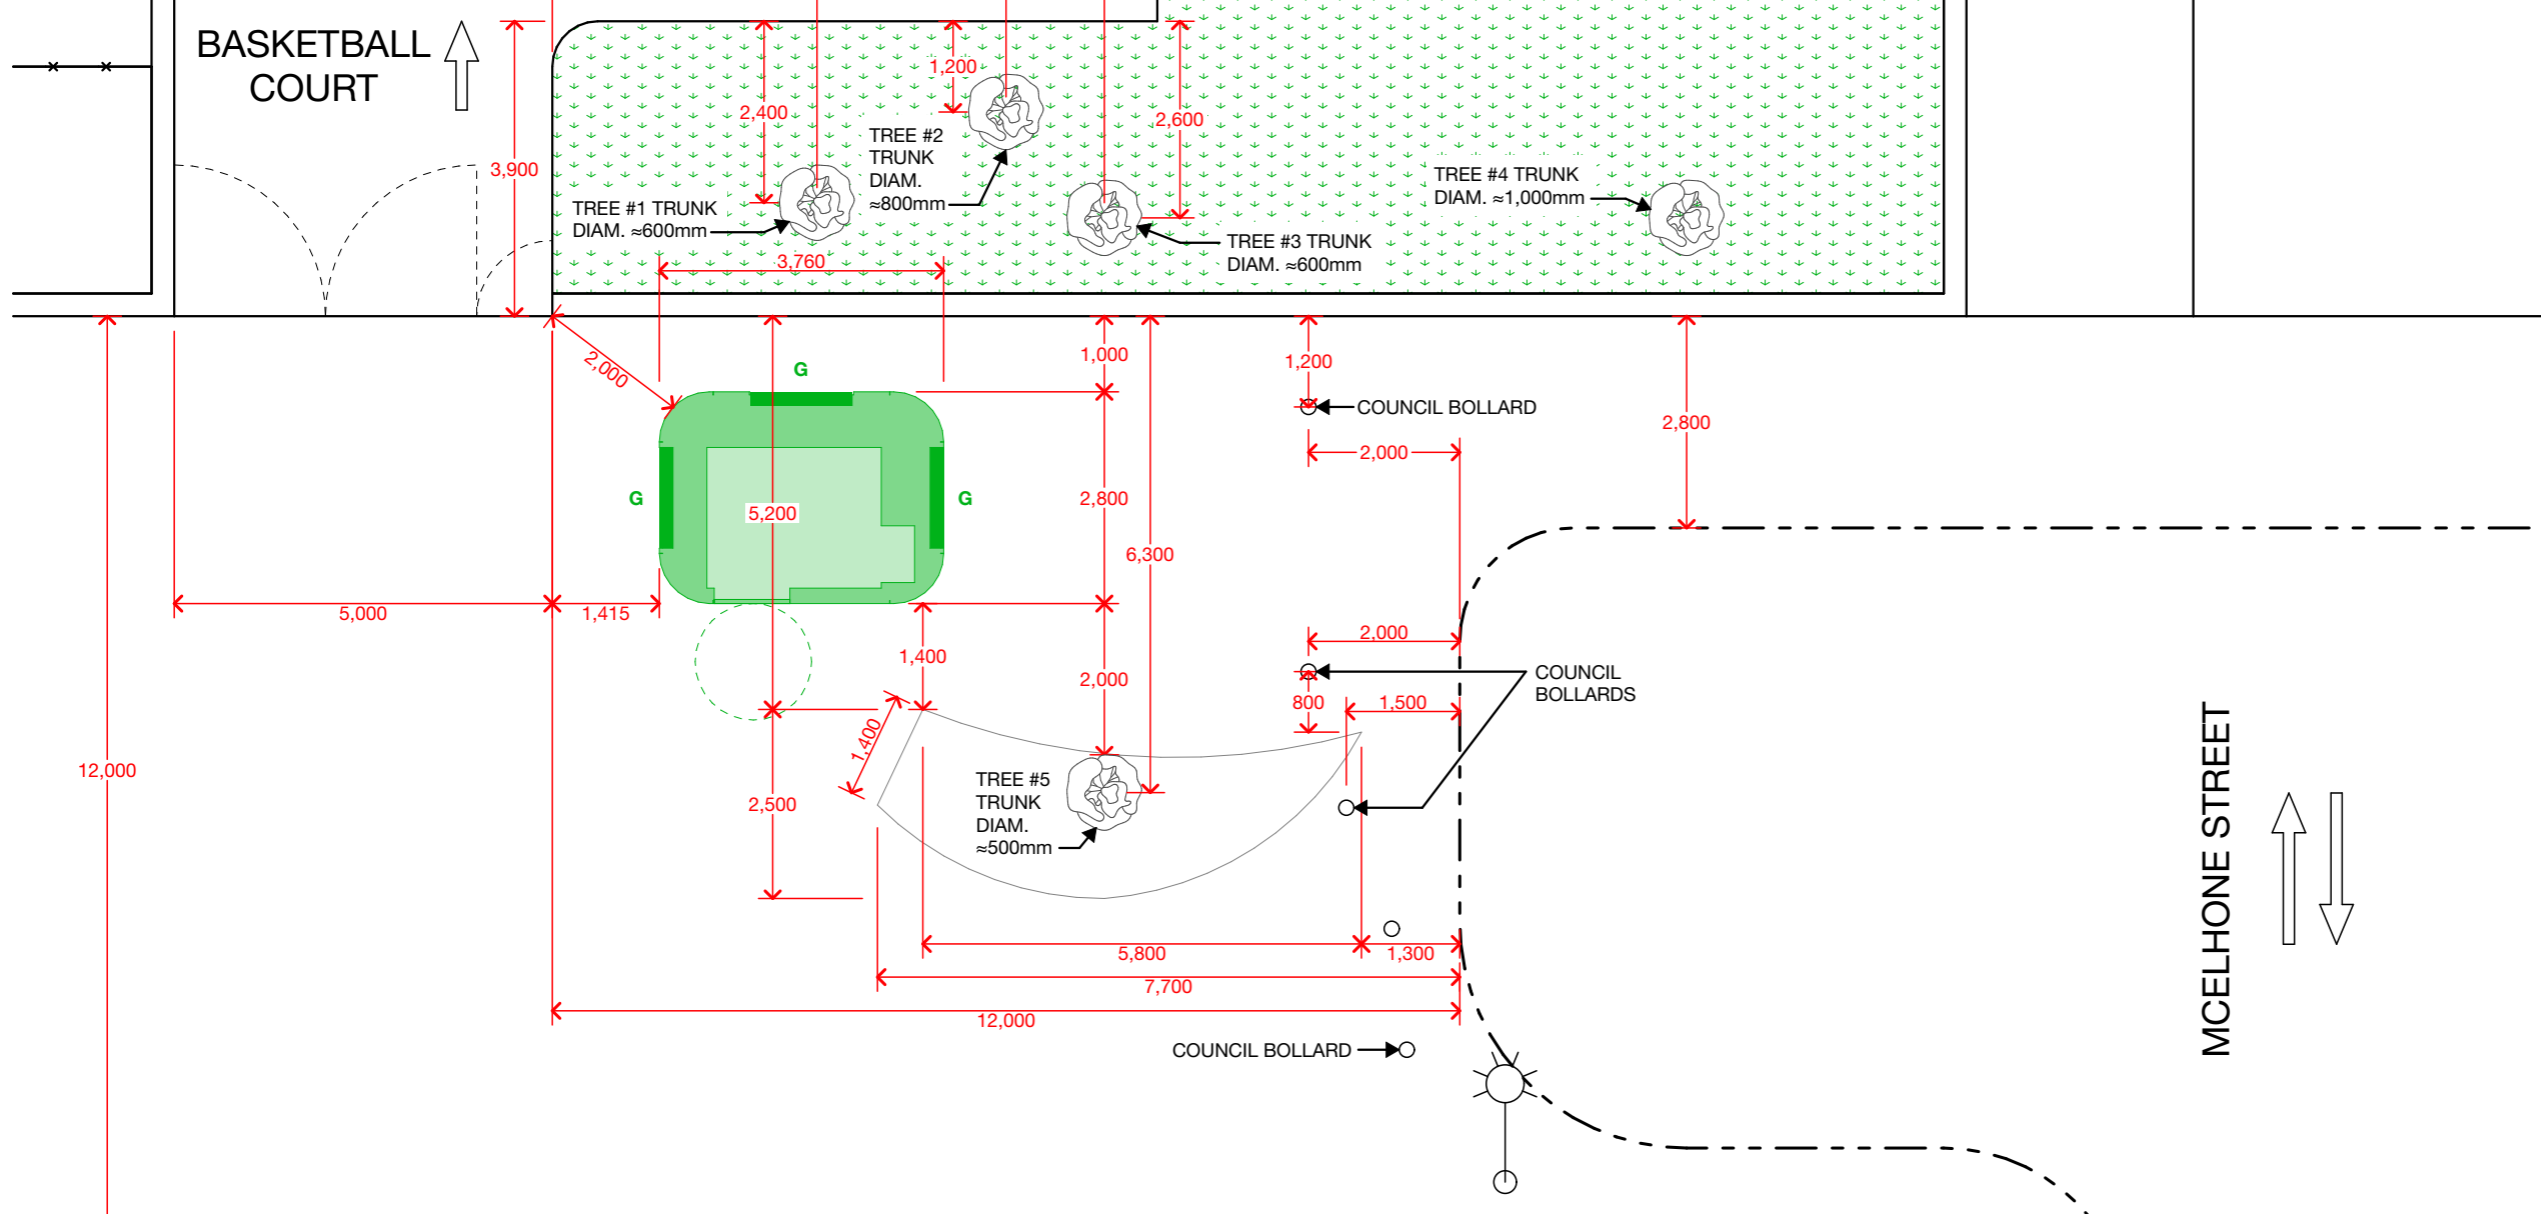 BASKETBALL
COURT
3,900
2,400
1,200
2,600
TREE #2
TRUNK
DIAM.
≈800mm
TREE #1 TRUNK
DIAM. ≈600mm
TREE #4 TRUNK
DIAM. ≈1,000mm
TREE #3 TRUNK
DIAM. ≈600mm
3,760
2,000
G
1,000
1,200
COUNCIL BOLLARD
2,800
2,000
G
5,200
G
2,800
6,300
5,000
1,415
1,400
2,000
2,000
COUNCIL
BOLLARDS
800
1,500
1,400
12,000
2,500
TREE #5
TRUNK
DIAM.
≈500mm
MCELHONE STREET
5,800
1,300
7,700
12,000
COUNCIL BOLLARD